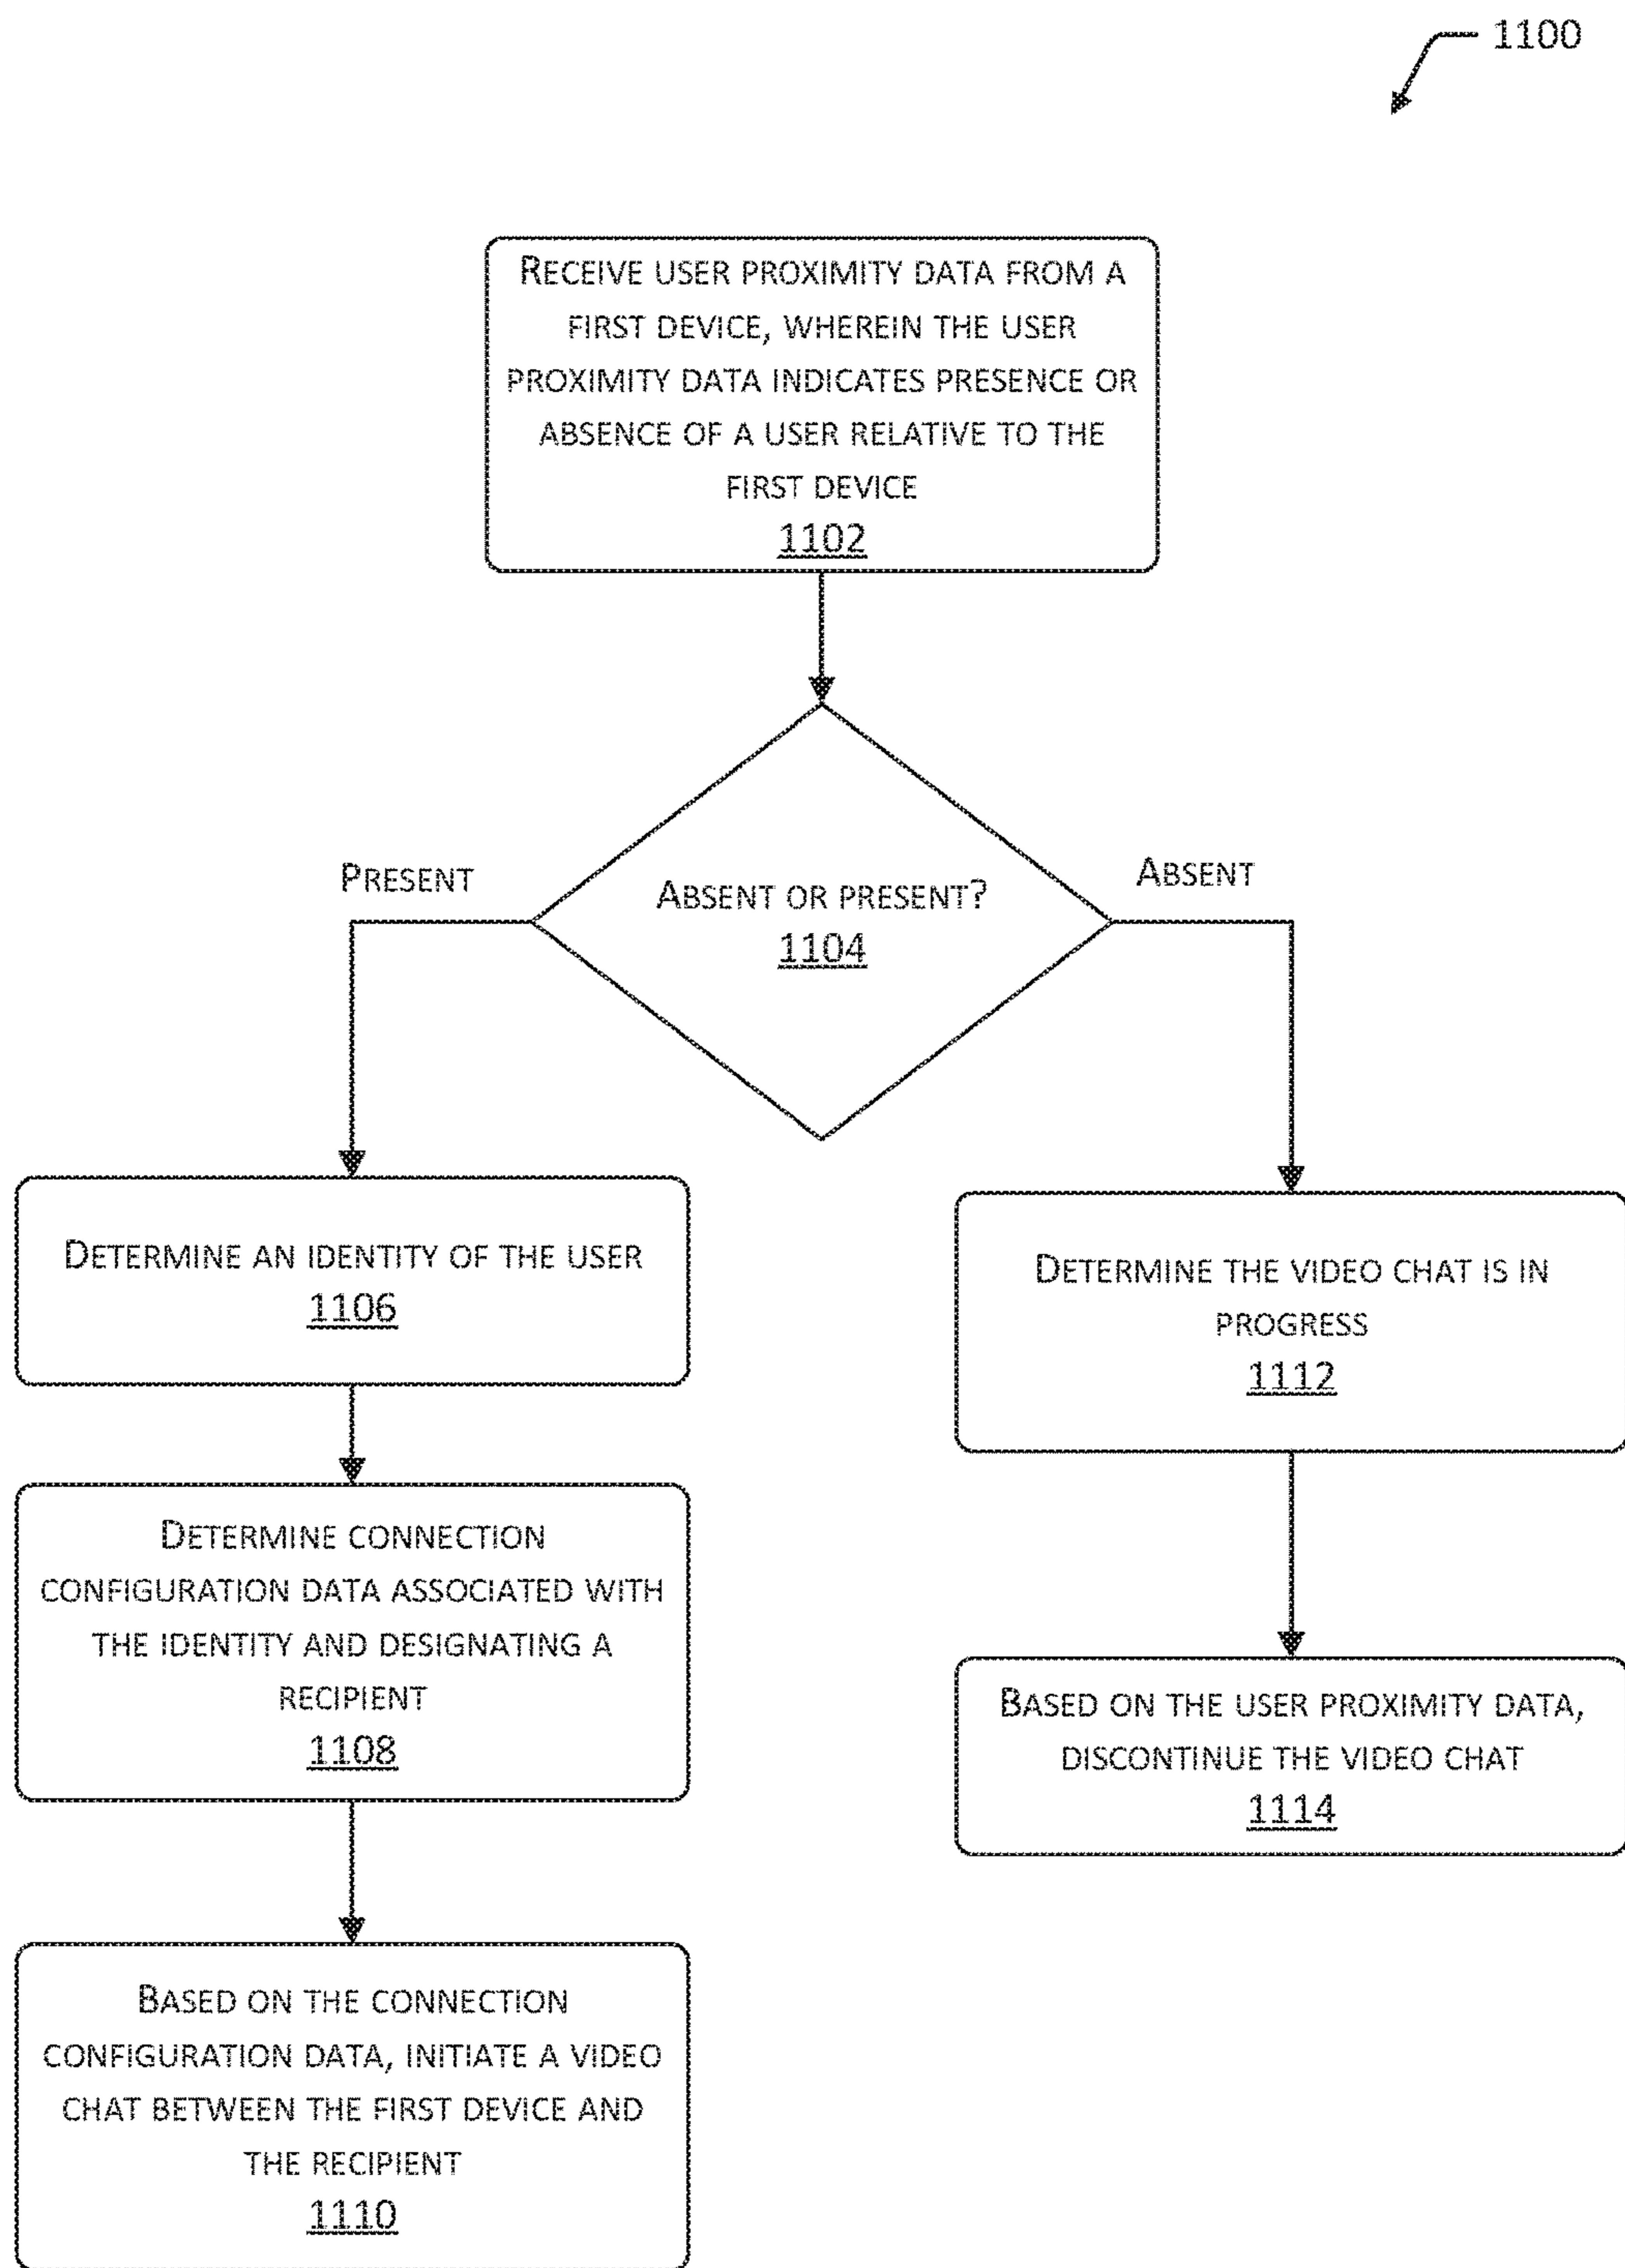 1100
RECEIVE USER PROXIMITY DATA FROM A
FIRST DEVICE, WHEREIN THE USER
PROXIMITY DATA INDICATES PRESENCE OR
ABSENCE OF A USER RELATIVE TO THE
FIRST DEVICE
1102
ABSENT OR PRESENT?
1104
PRESENT
ABSENT
DETERMINE AN IDENTITY OF THE USER
1106
DETERMINE CONNECTION
CONFIGURATION DATA ASSOCIATED WITH
THE IDENTITY AND DESIGNATING A
RECIPIENT
1108
BASED ON THE CONNECTION
CONFIGURATION DATA, INITIATE A VIDEO
CHAT BETWEEN THE FIRST DEVICE AND
THE RECIPIENT
1110
DETERMINE THE VIDEO CHAT IS IN
PROGRESS
1112
BASED ON THE USER PROXIMITY DATA,
DISCONTINUE THE VIDEO CHAT
1114